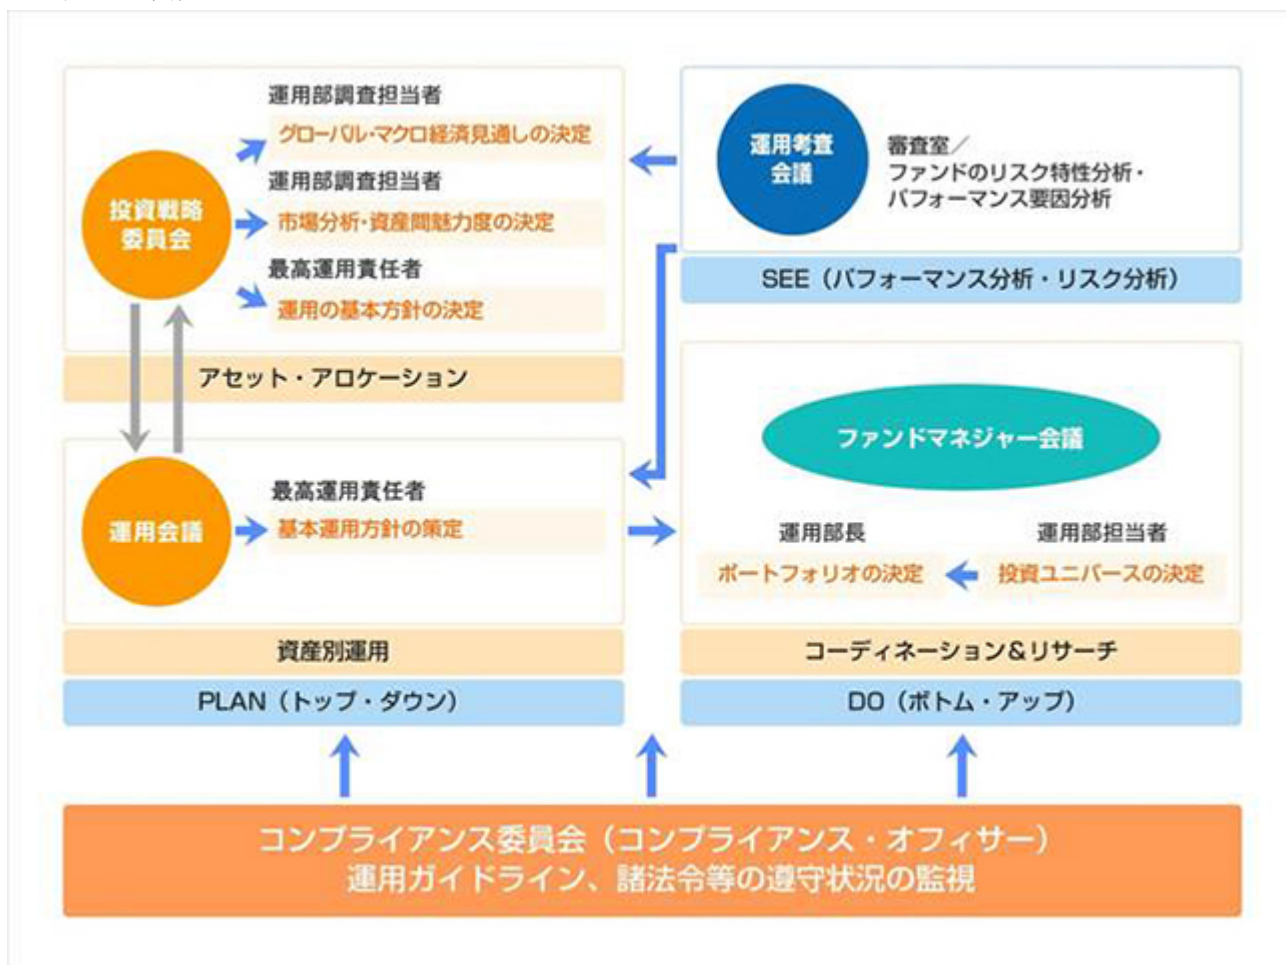 運用部調査担当者
グローバル・マクロ経済見通しの決定
運用部調査担当者
市場分析・資産間魅力度の決定
最高運用責任者
運用の基本方針の決定
投資戦略
委員会
アセット・アロケーション
運用考査
会議
審査室／
ファンドのリスク特性分析・
パフォーマンス要因分析
SEE（パフォーマンス分析・リスク分析）
運用会議
最高運用責任者
基本運用方針の策定
資産別運用
PLAN（トップ・ダウン）
ファンドマネジャー会議
運用部長
ポートフォリオの決定
運用部担当者
投資ユニバースの決定
コーディネーション＆リサーチ
DO（ボトム・アップ）
コンプライアンス委員会（コンプライアンス・オフィサー）
運用ガイドライン、諸法令等の遵守状況の監視